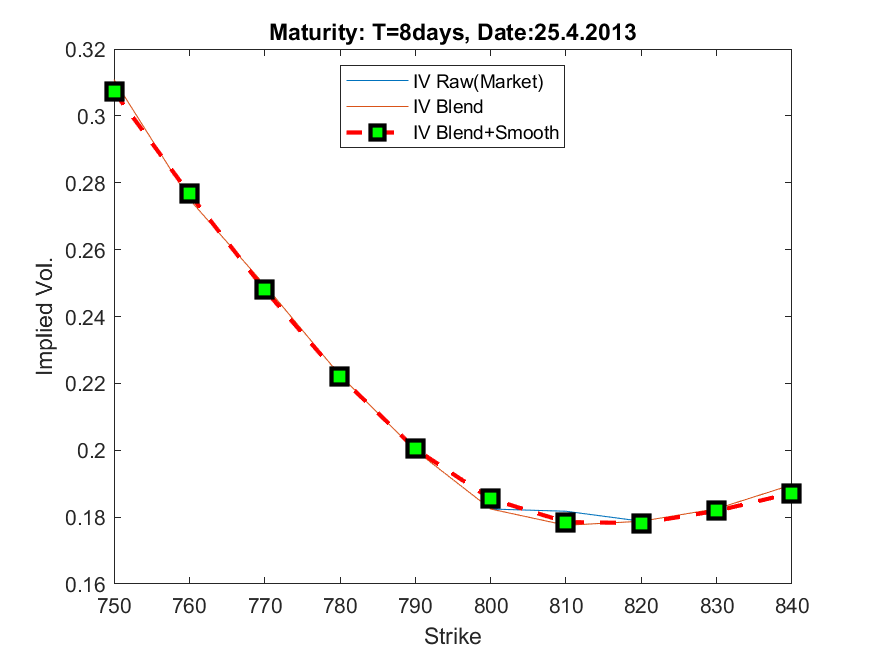 Maturity: T=8days, Date:25.4.2013
IV Raw(Market)
IV Blend
IV Blend+Smooth
Implied Vol.
0.32
0.3
0.28
0.26
0.24
0.22
0.2
0.18
0.16
750 760 770 780 790 800 810 820 830 840
Strike